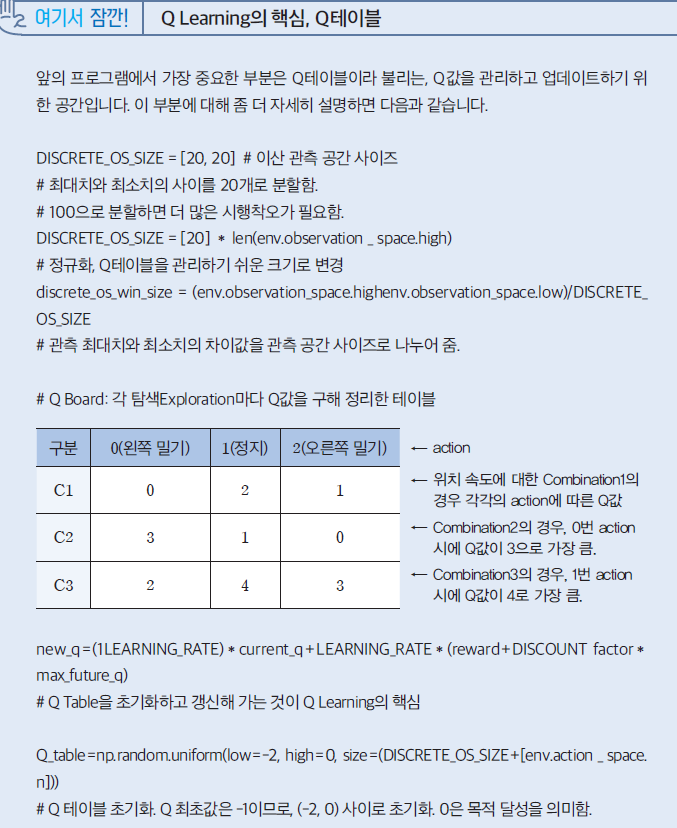 여기서 잠깐! Q Learning의 핵심, Q테이블
앞의 프로그램에서 가장 중요한 부분은 Q테이블이라 불리는, Q값을 관리하고 업데이트하기 위
한 공간입니다. 이 부분에 대해 좀 더 자세히 설명하면 다음과 같습니다.
DISCRETE_OS_SIZE = [20, 20] # 이산 관측 공간 사이즈
# 최대치와 최소치의 사이를 20개로 분할함.
# 100으로 분할하면 더 많은 시행착오가 필요함.
DISCRETE_OS_SIZE = [20] * len(env.observation _ space.high)
# 정규화, Q테이블을 관리하기 쉬운 크기로 변경
discrete_os_win_size = (env.observation_space.highenv.observation_space.low)/DISCRETE_
OS_SIZE
# 관측 최대치와 최소치의 차이값을 관측 공간 사이즈로 나누어 줌.
# Q Board: 각 탐색Exploration마다 Q값을 구해 정리한 테이블
구분 0(왼쪽 밀기) 1(정지) 2(오른쪽 밀기) ← action
C1 0 2 1 ← 위치 속도에 대한 Combination1의
경우 각각의 action에 따른 Q값
C2 3 1 0 ← Combination2의 경우, 0번 action
시에 Q값이 3으로 가장 큼.
C3 2 4 3 ← Combination3의 경우, 1번 action
시에 Q값이 4로 가장 큼.
new_q=(1LEARNING_RATE)*current_q+LEARNING_RATE*(reward+DISCOUNT factor*
max_future_q)
# Q Table을 초기화하고 갱신해 가는 것이 Q Learning의 핵심
Q_table=np.random.uniform(low=-2, high=0, size=(DISCRETE_OS_SIZE+[env.action _ space.
n]))
# Q 테이블 초기화. Q 최초값은 -1이므로, (-2, 0) 사이로 초기화. 0은 목적 달성을 의미함.